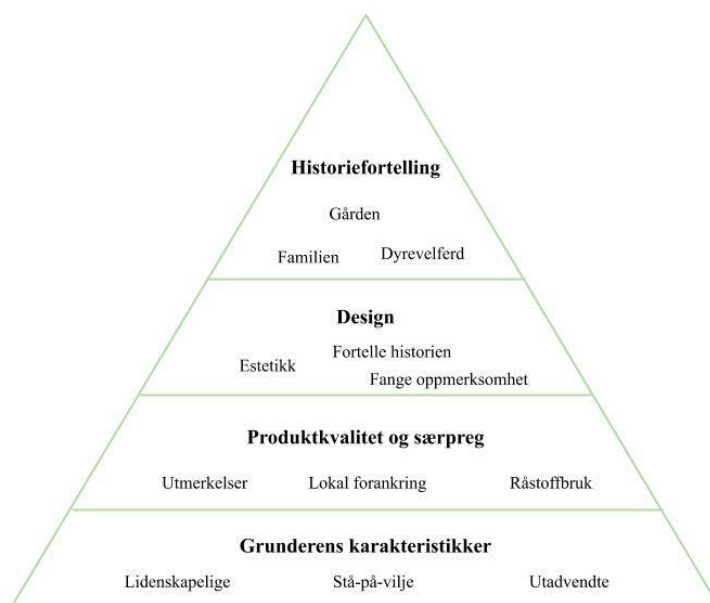 Historiefortelling
Gården
Familien Dyrevelferd
Design
Fortelle historien
Estetikk
Fange oppmerksomhet
Produktkvalitet og særpreg
Utmerkelser Lokal forankring Råstoffbruk
Grunderens karakteristikker
Lidenskapelige Stå-på-vilje Utadvendte